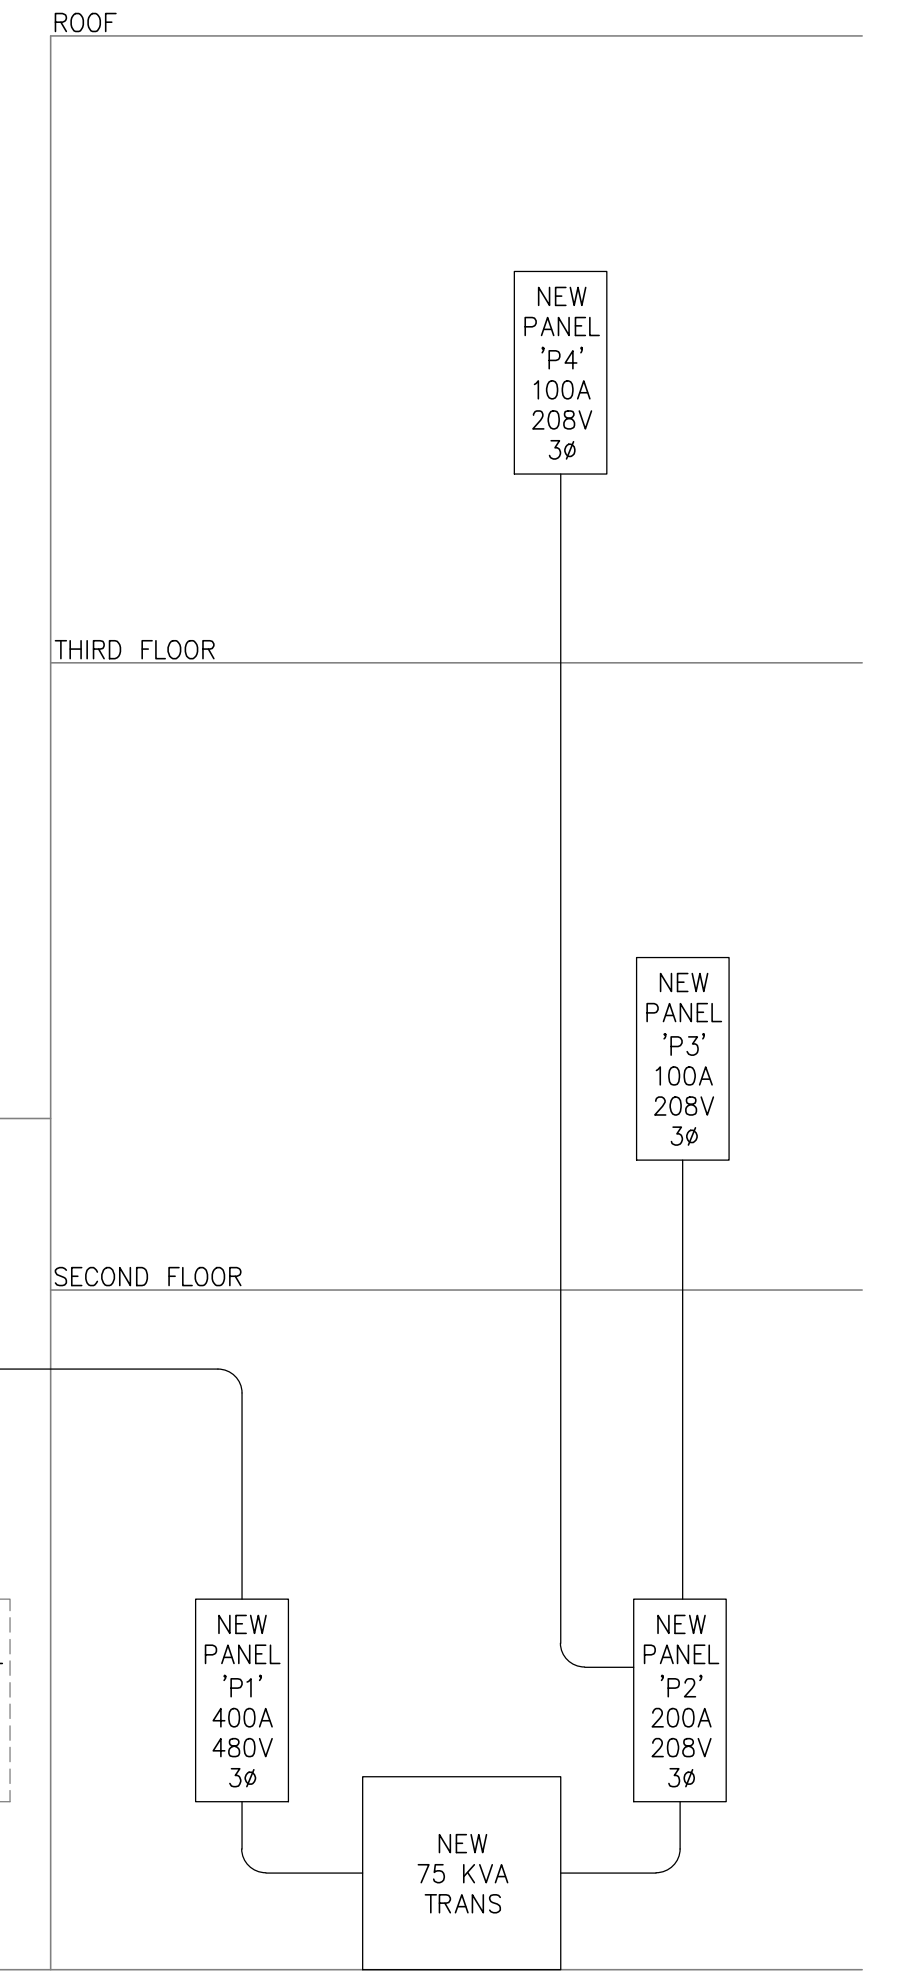 ROOF
NEW
PANEL
'P4'
100A
208V
3ø
THIRD FLOOR
NEW
PANEL
'P3'
100A
208V
3ø
SECOND FLOOR
NEW
PANEL
'P1'
400A
480V
3ø
NEW
PANEL
'P2'
200A
208V
3ø
NEW
75 KVA
TRANS